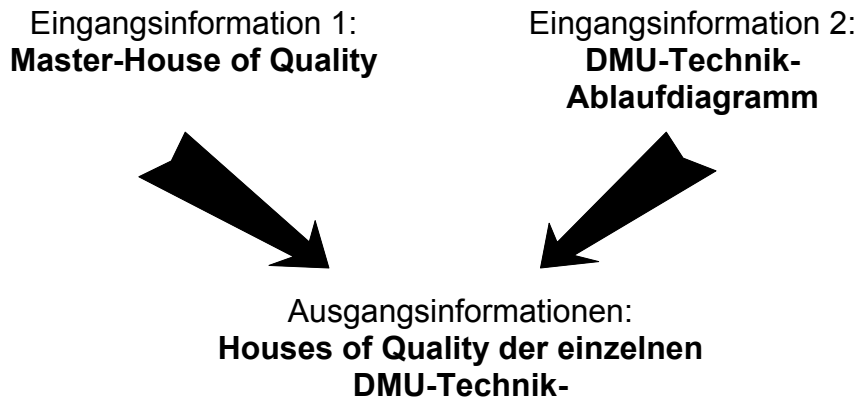 Eingangsinformation 1:
Master-House of Quality
Eingangsinformation 2:
DMU-Technik-
Ablaufdiagramm
Ausgangsinformationen:
Houses of Quality der einzelnen
DMU-Technik-